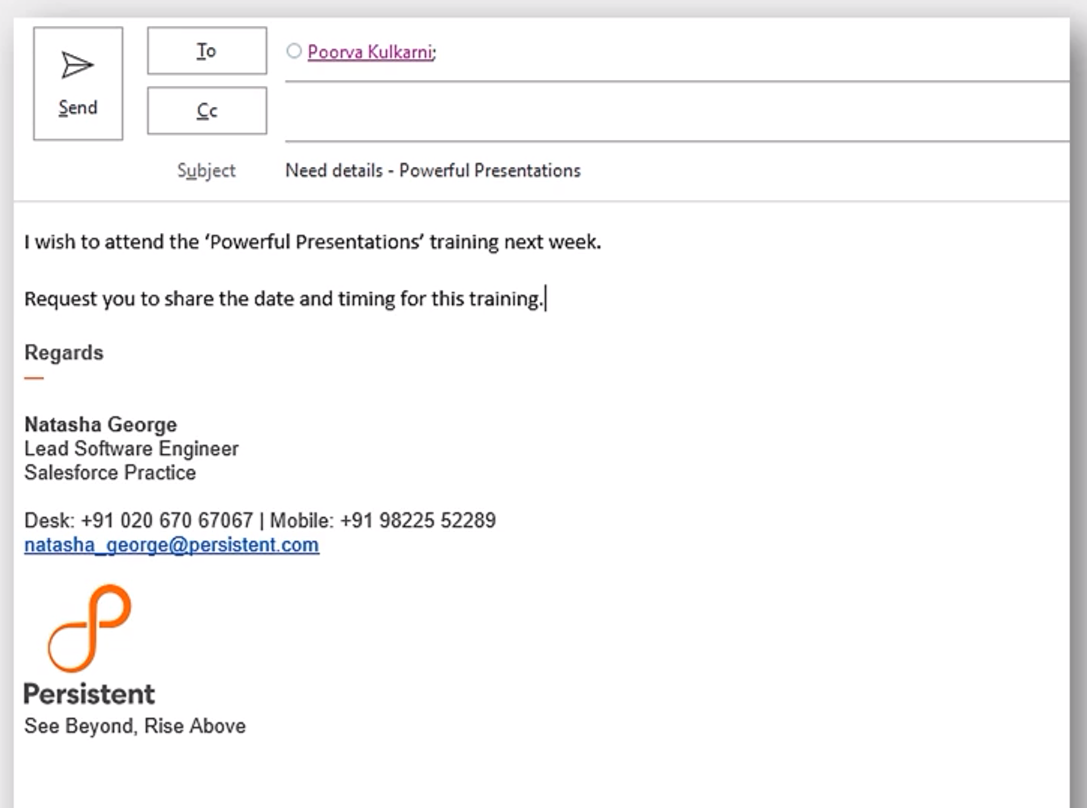 To
Poorva Kulkarni;
Send
Cc
Subject
Need details - Powerful Presentations
I wish to attend the ‘Powerful Presentations’ training next week.
Request you to share the date and timing for this training.
Regards
Natasha George
Lead Software Engineer
Salesforce Practice
Desk: +91 020 670 67067 | Mobile: +91 98225 52289
natasha_george@persistent.com
Persistent
See Beyond, Rise Above